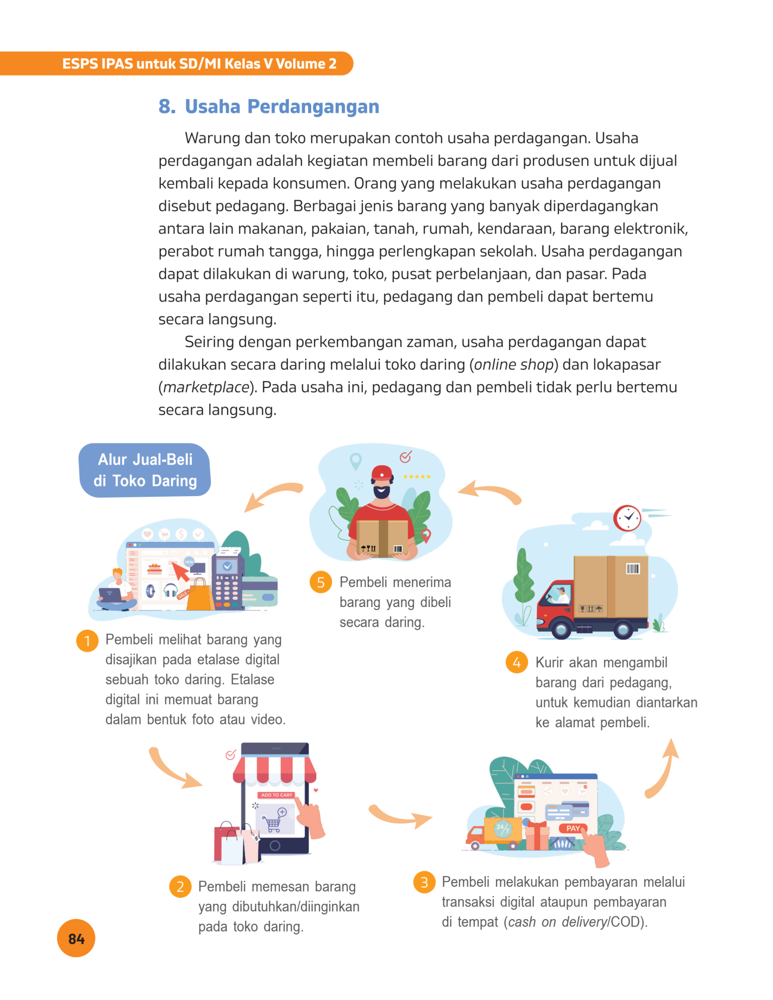 ESPS IPAS untuk SD/MI Kelas V Volume 2
8. Usaha Perdangangan
Warung dan toko merupakan contoh usaha perdagangan. Usaha
perdagangan adalah kegiatan membeli barang dari produsen untuk dijual
kembali kepada konsumen. Orang yang melakukan usaha perdagangan
disebut pedagang. Berbagai jenis barang yang banyak diperdagangkan
antara lain makanan, pakaian, tanah, rumah, kendaraan, barang elektronik,
perabot rumah tangga, hingga perlengkapan sekolah. Usaha perdagangan
dapat dilakukan di warung, toko, pusat perbelanjaan, dan pasar. Pada
usaha perdagangan seperti itu, pedagang dan pembeli dapat bertemu
secara langsung.
Seiring dengan perkembangan zaman, usaha perdagangan dapat
dilakukan secara daring melalui toko daring (online shop) dan lokapasar
(marketplace). Pada usaha ini, pedagang dan pembeli tidak perlu bertemu
secara langsung.
Alur Jual-Beli
di Toko Daring
NEW
SALE
1 Pembeli melihat barang yang
disajikan pada etalase digital
sebuah toko daring. Etalase
digital ini memuat barang
dalam bentuk foto atau video.
ADD TO CART
%
2 Pembeli memesan barang
yang dibutuhkan/diinginkan
pada toko daring.
24/7
PAY
3 Pembeli melakukan pembayaran melalui
transaksi digital ataupun pembayaran
di tempat (cash on delivery/COD).
4 Kurir akan mengambil
barang dari pedagang,
untuk kemudian diantarkan
ke alamat pembeli.
5 Pembeli menerima
barang yang dibeli
secara daring.
84